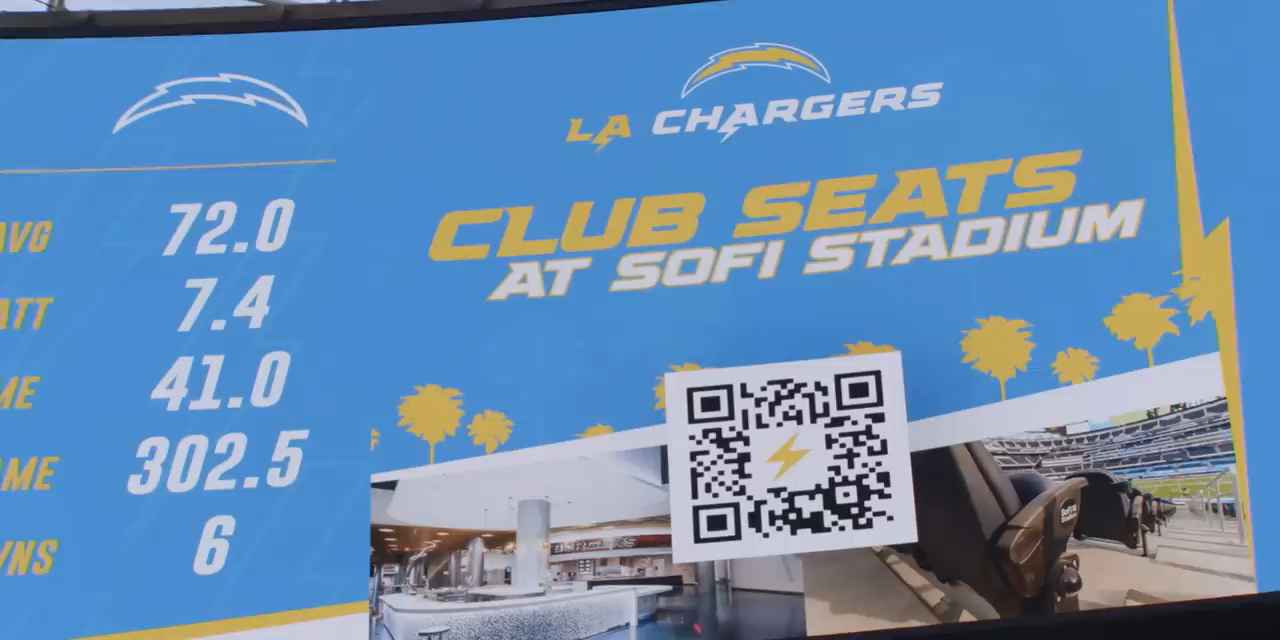 AVG 72.0
ATT 7.4
ME 41.0
AME 302.5
WNS 6
LA CHARGERS
CLUB SEATS
AT SOFI STADIUM